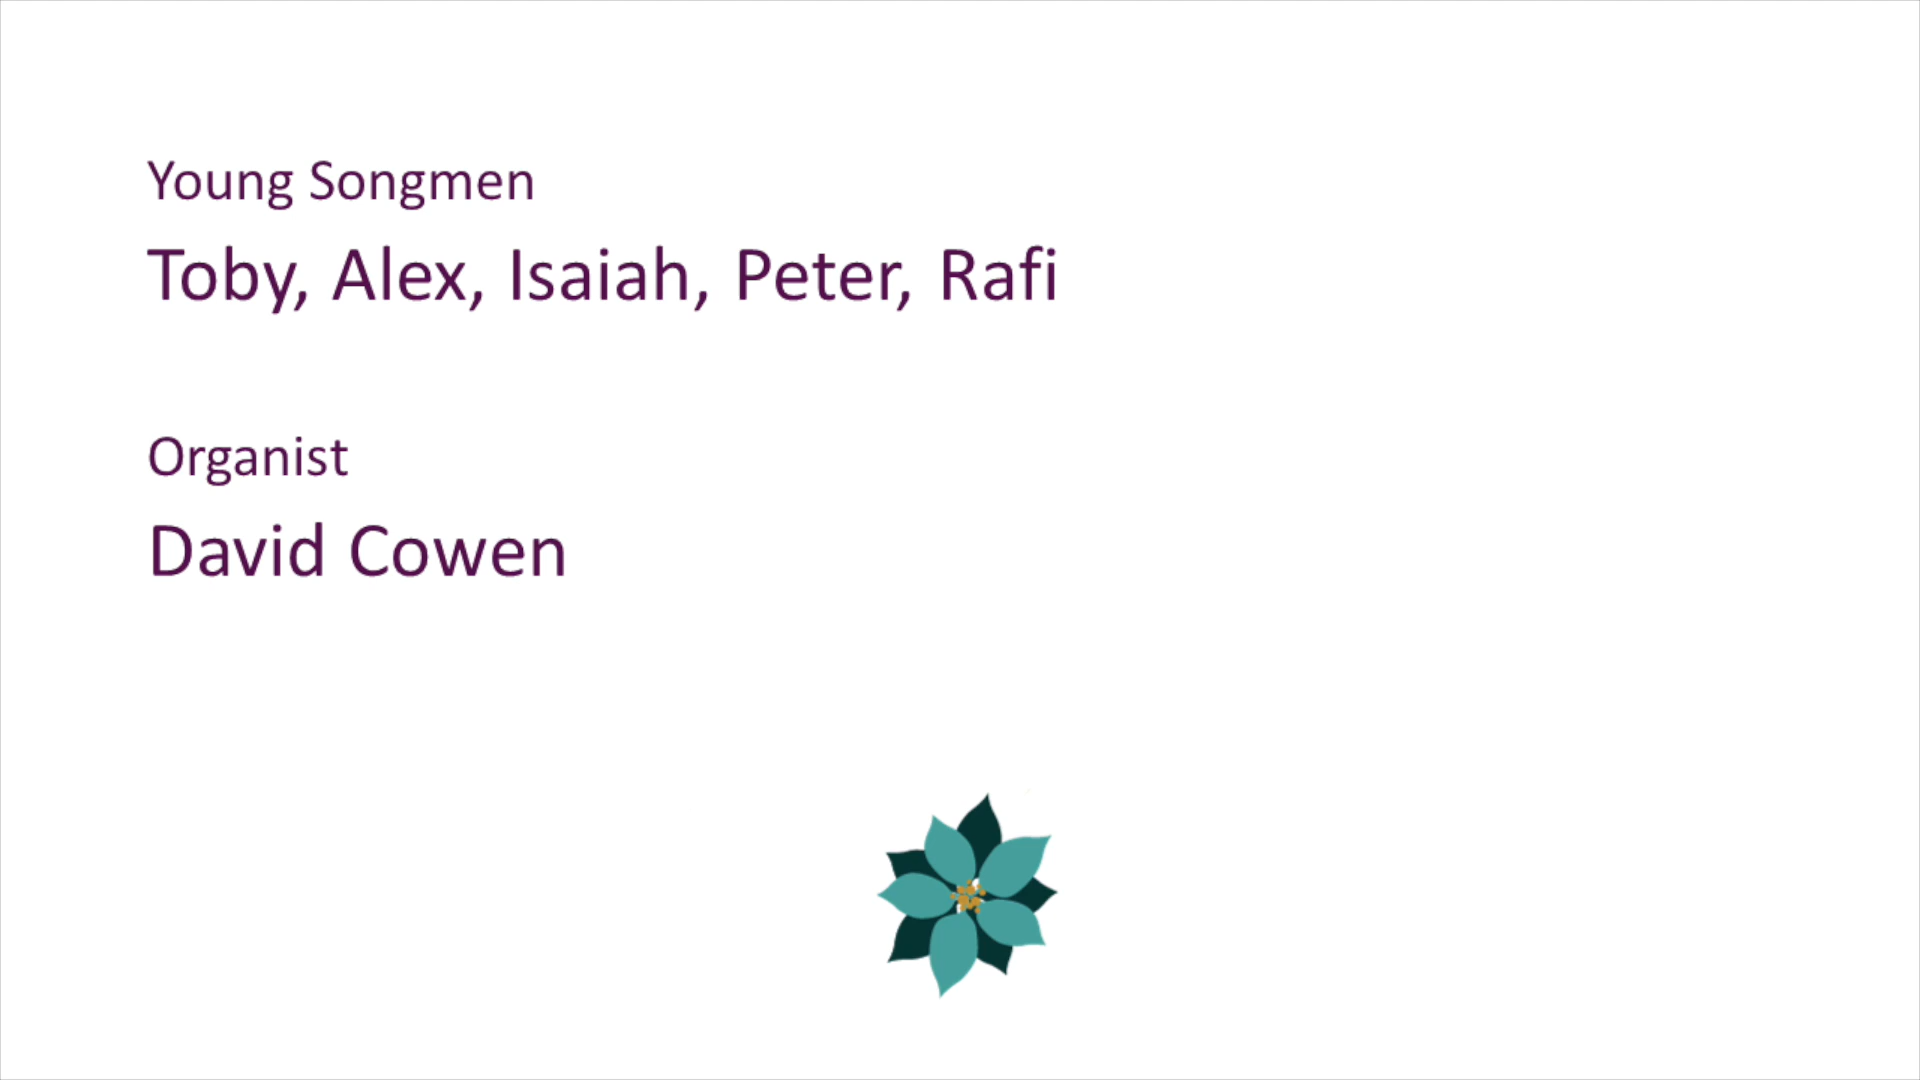 Young Songmen
Toby, Alex, Isaiah, Peter, Rafi
Organist
David Cowen